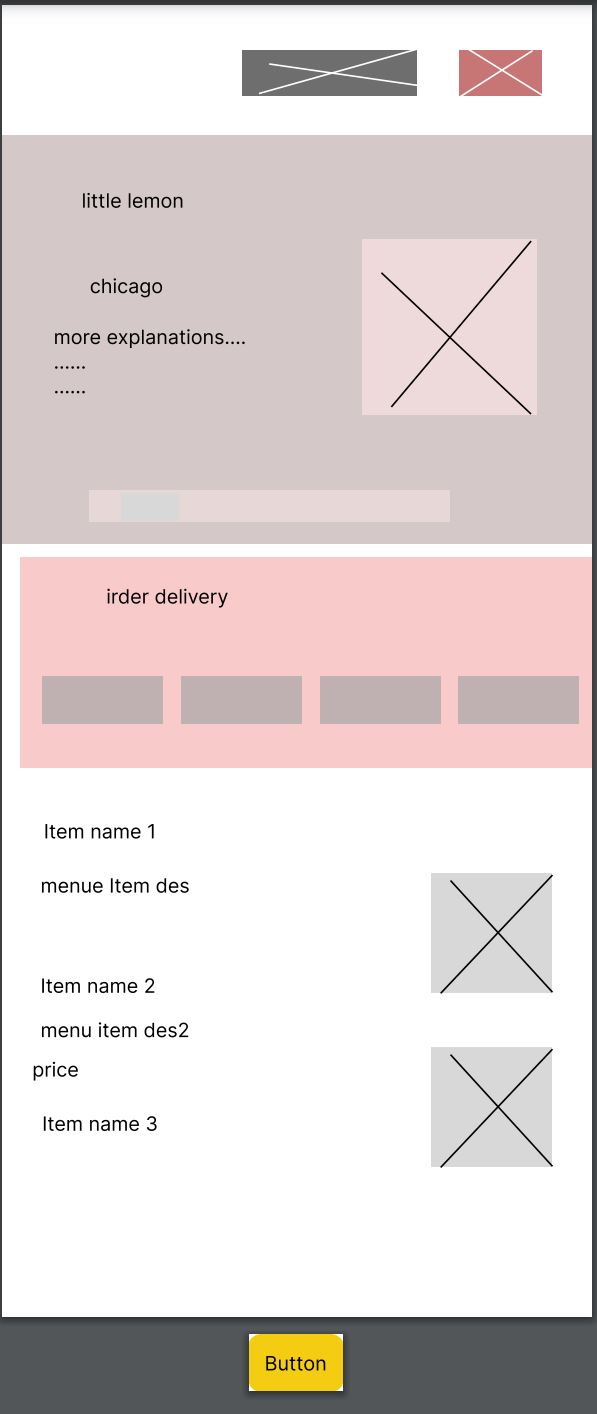 little lemon
chicago
more explanations....
......
......
irder delivery
Item name 1
menue Item des
Item name 2
menu item des2
price
Item name 3
Button